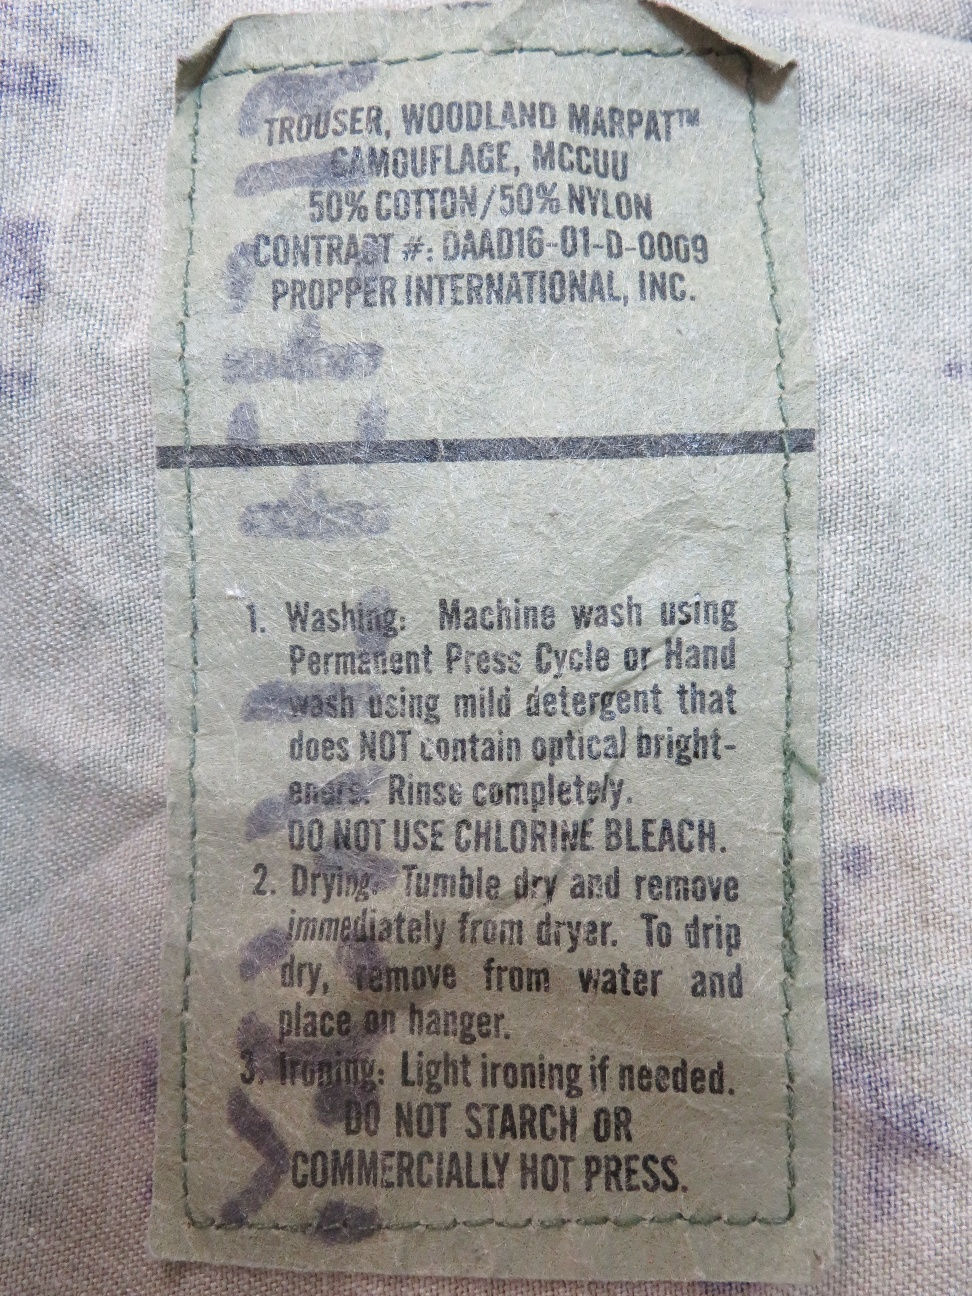 TROUSER, WOODLAND MARPAT™
CAMOUFLAGE, MCCUU
50% COTTON/50% NYLON
CONTRACT #: DAAD16-01-D-0009
PROPPER INTERNATIONAL, INC.
1. Washing: Machine wash using
Permanent Press Cycle or Hand
wash using mild detergent that
does NOT contain optical bright-
eners. Rinse completely.
DO NOT USE CHLORINE BLEACH.
2. Drying: Tumble dry and remove
immediately from dryer. To drip
dry, remove from water and
place on hanger.
3. Ironing: Light ironing if needed.
DO NOT STARCH OR
COMMERCIALLY HOT PRESS.